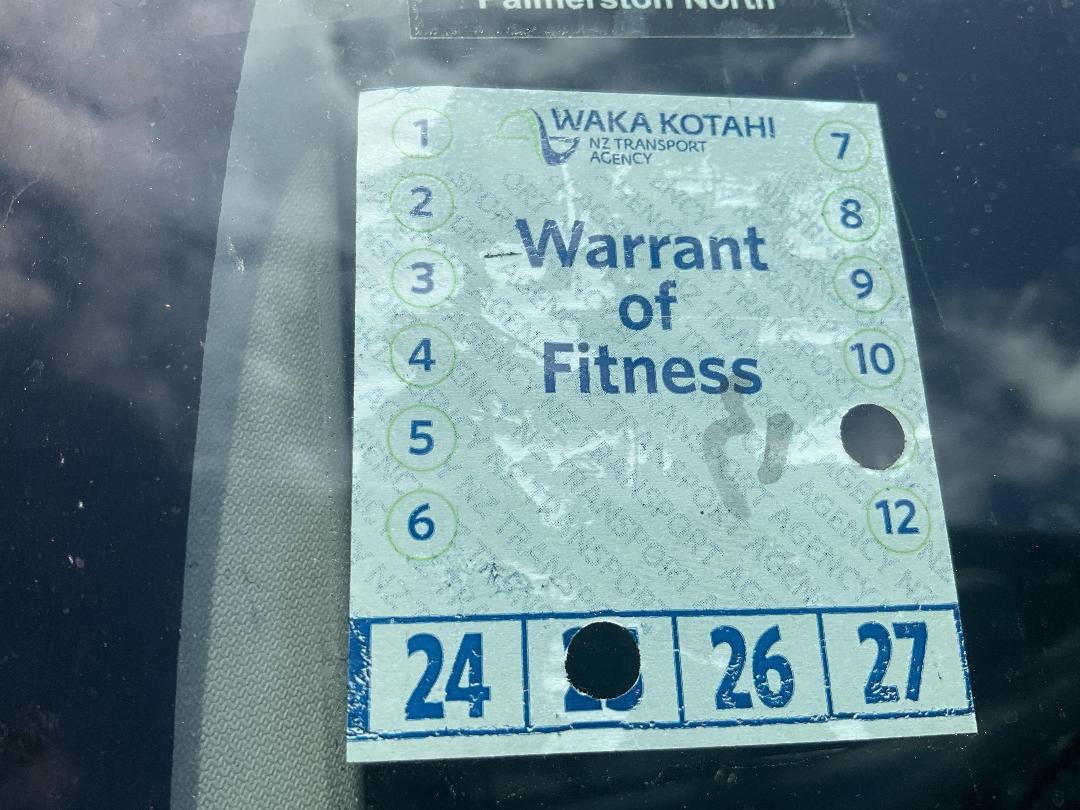 Palmerston North
WAKA KOTAHI
NZ TRANSPORT
AGENCY
Warrant
of
Fitness
1
2
3
4
5
6
7
8
9
10
12
24
26
27